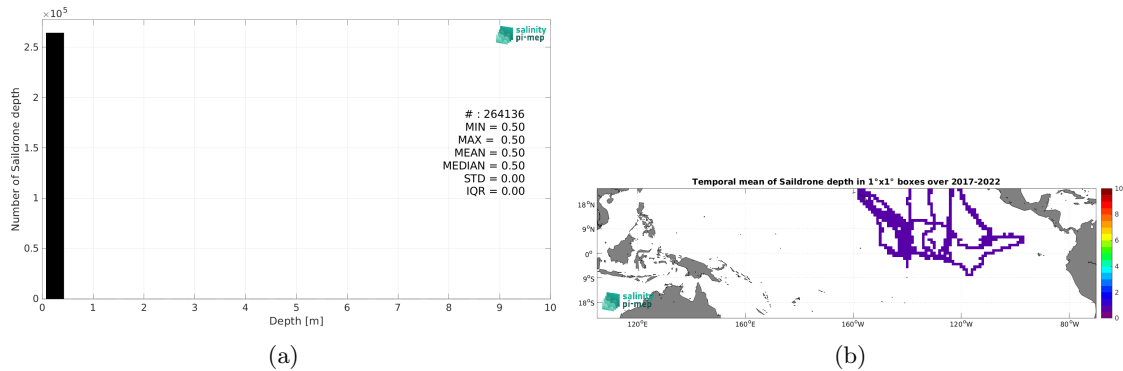 ×10⁵
2.5
2
1.5
1
0.5
0
0 1 2 3 4 5 6 7 8 9 10
Number of Saildrone depth
Depth [m]
salinity
pi-mep
# : 264136
MIN = 0.50
MAX = 0.50
MEAN = 0.50
MEDIAN = 0.50
STD = 0.00
IQR = 0.00
(a)
Temporal mean of Saildrone depth in 1°x1° boxes over 2017-2022
18°N
9°N
0°
9°S
18°S
120°E 160°E 160°W 120°W 80°W
salinity
pi-mep
10
8
6
4
2
0
(b)